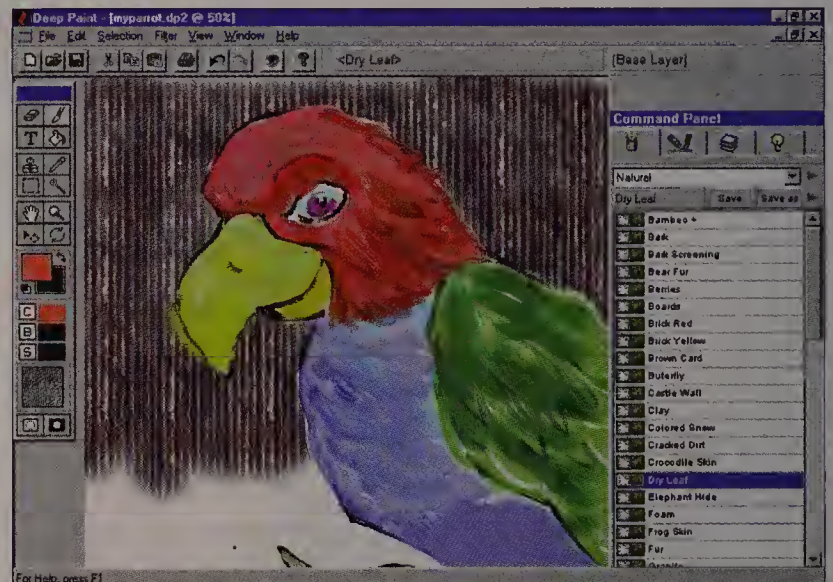 Deep Paint - [myparrot.dp2 @ 50%]
File Edit Selection Filter View Window Help
<Dry Leaf>
[Base Layer]
T
C
B
S
Command Panel
Natural
Dry Leaf Save Save as
Bamboo +
Bark
Bark Screening
Bear Fur
Berries
Boards
Brick Red
Brick Yellow
Brown Card
Buterfly
Castle Wall
Clay
Colored Snow
Cracked Dirt
Crocodile Skin
Dry Leaf
Elephant Hide
Foam
Frog Skin
Fur
Granite
For Help, press F1